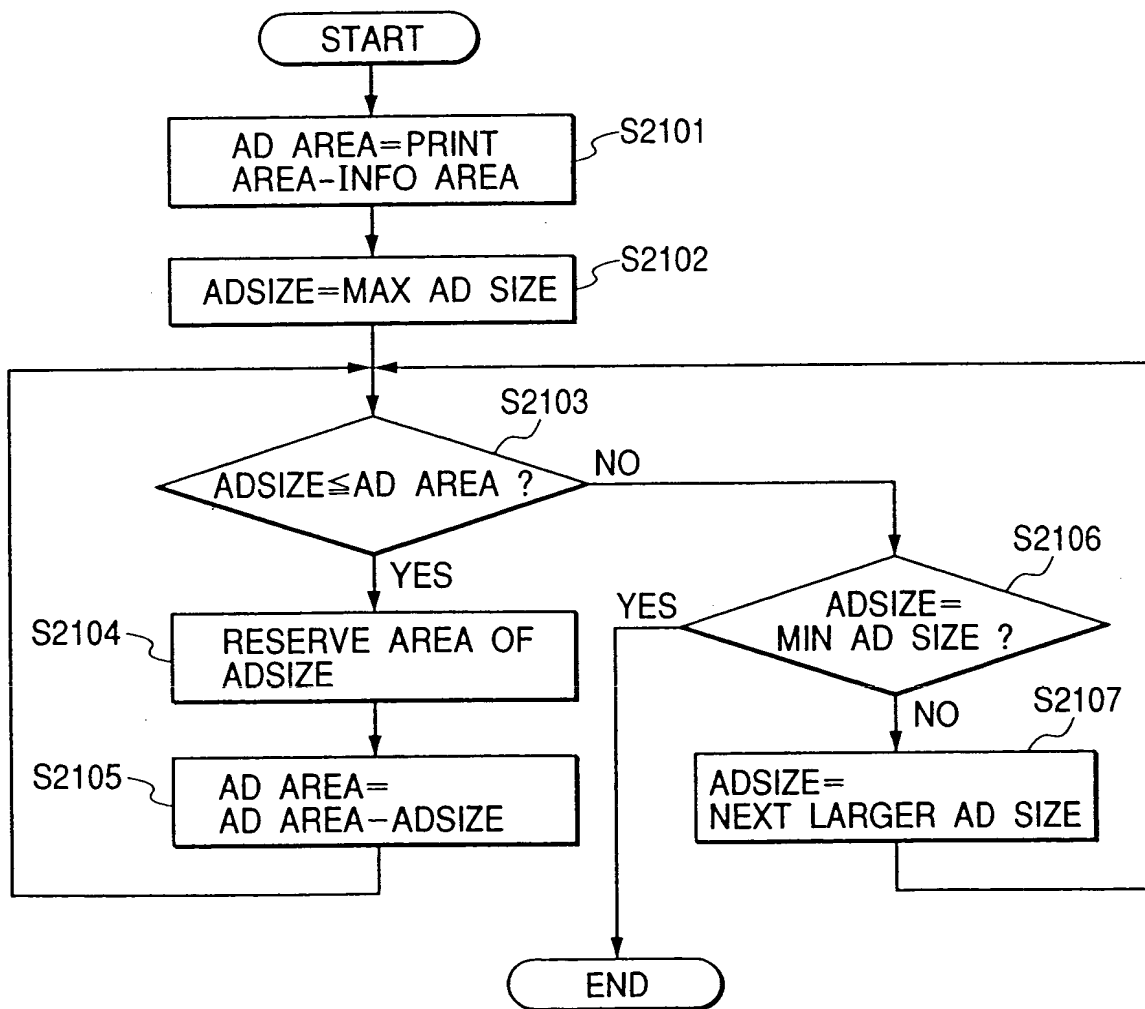 START
AD AREA=PRINT
AREA-INFO AREA
S2101
ADSIZE=MAX AD SIZE
S2102
S2103
ADSIZE≦AD AREA ?
NO
YES
S2104
RESERVE AREA OF
ADSIZE
S2105
AD AREA=
AD AREA-ADSIZE
S2106
YES
ADSIZE=
MIN AD SIZE ?
NO
S2107
ADSIZE=
NEXT LARGER AD SIZE
END